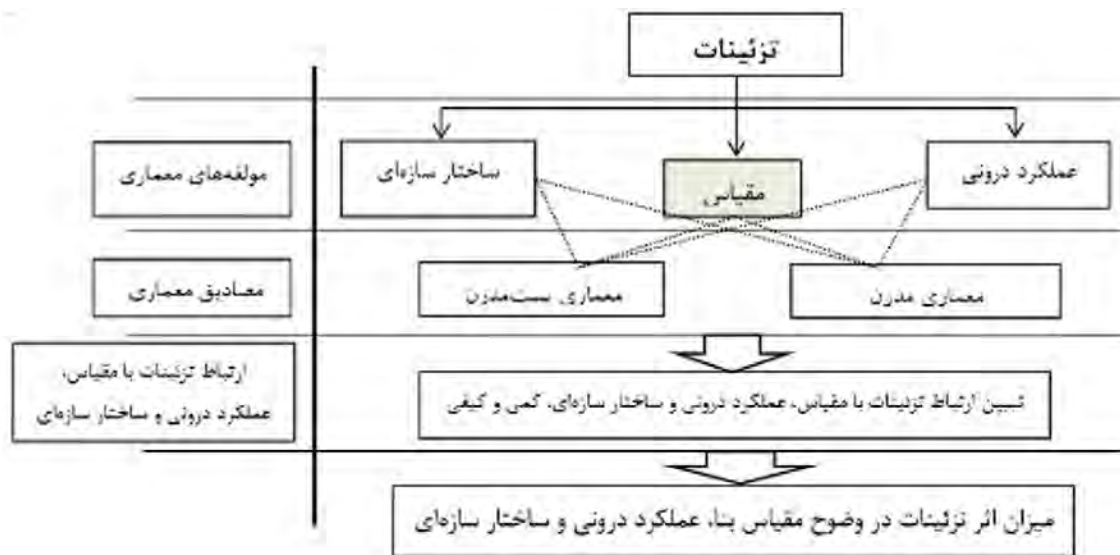 تزئینات
مولفه‌های معماری
عملکرد درونی
مقیاس
ساختار سازه‌ای
مصادیق معماری
معماری مدرن
معماری پست‌مدرن
ارتباط تزئینات با مقیاس،
عملکرد درونی و ساختار سازه‌ای
تبیین ارتباط تزئینات با مقیاس، عملکرد درونی و ساختار سازه‌ای، کمی و کیفی
میزان اثر تزئینات در وضوح مقیاس بنا، عملکرد درونی و ساختار سازه‌ای